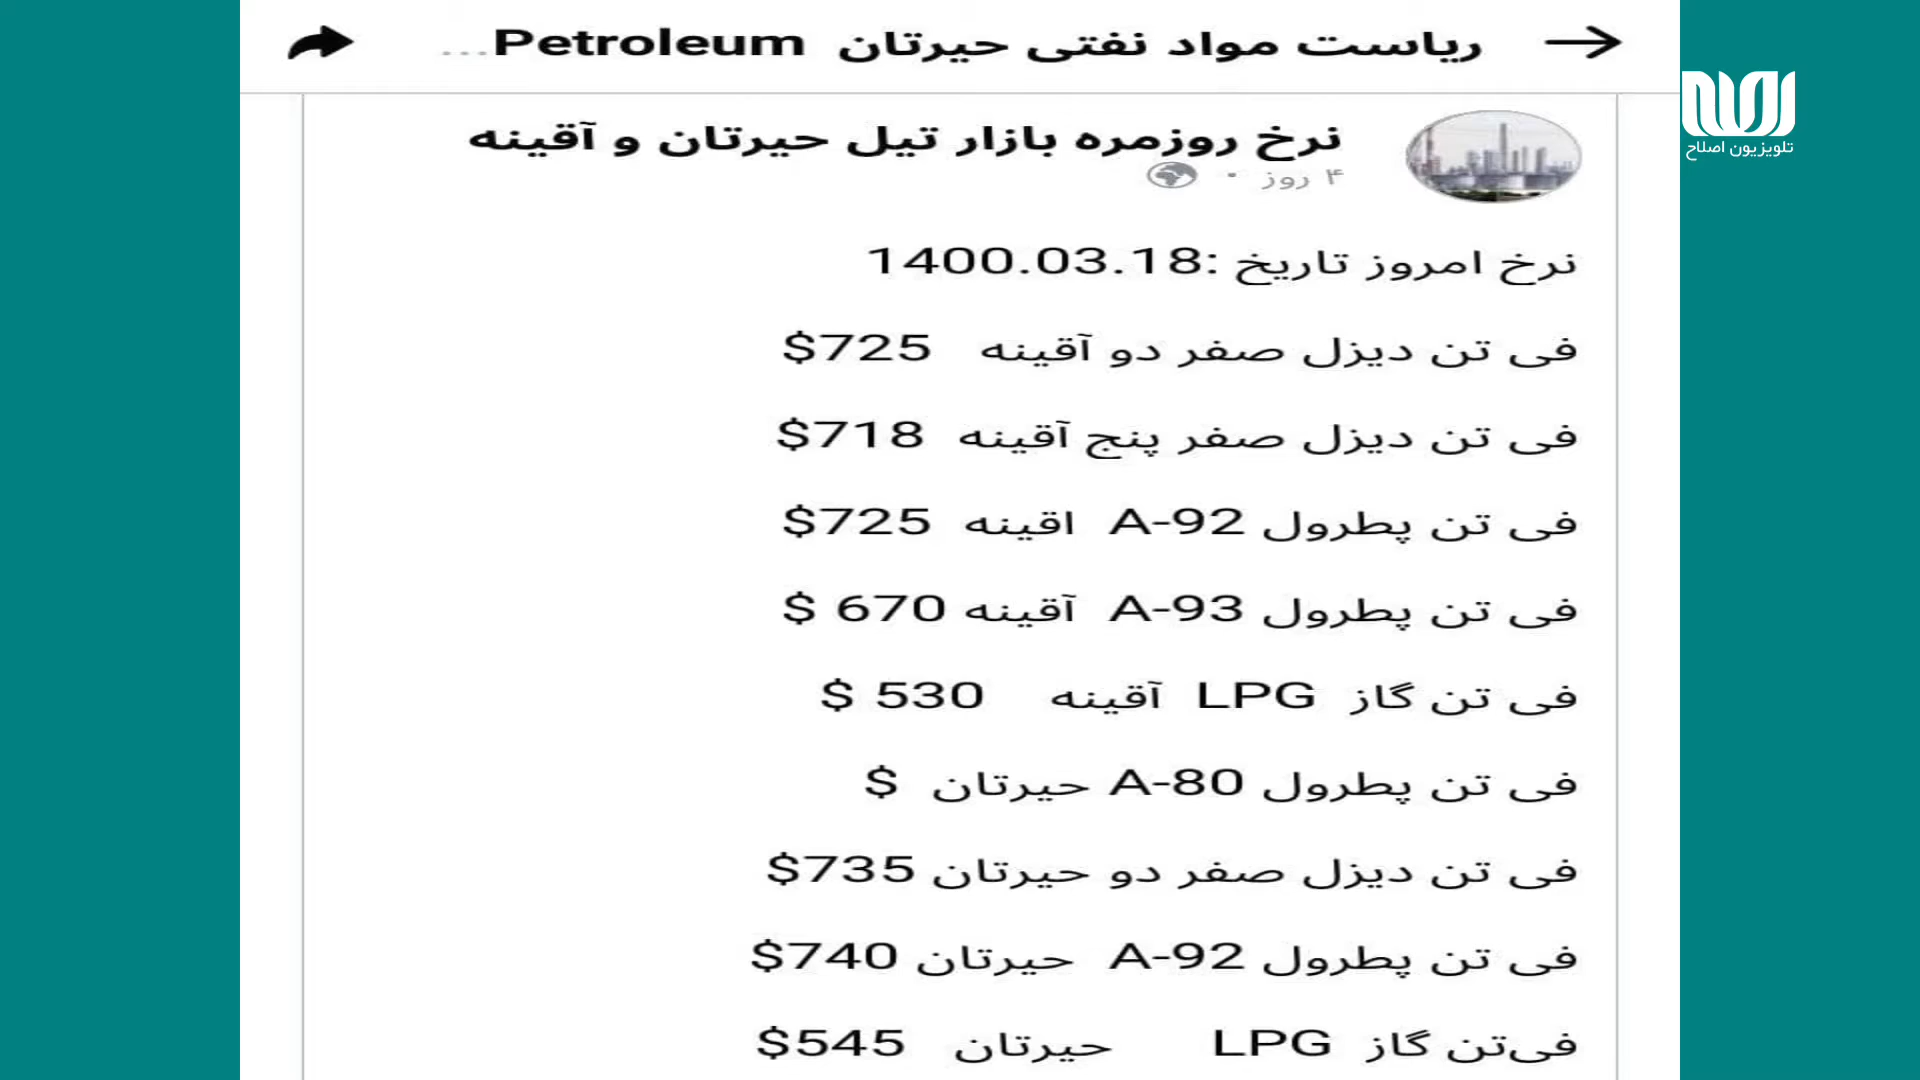 ریاست مواد نفتی حیرتان Petroleum...
نرخ روزمره بازار تیل حیرتان و آقینه
۴ روز ·
نرخ امروز تاریخ :1400.03.18
فی تن دیزل صفر دو آقینه 725$
فی تن دیزل صفر پنج آقینه 718$
فی تن پطرول A-92 اقینه 725$
فی تن پطرول A-93 آقینه 670 $
فی تن گاز LPG آقینه 530 $
فی تن پطرول A-80 حیرتان $
فی تن دیزل صفر دو حیرتان 735$
فی تن پطرول A-92 حیرتان 740$
فی‌تن گاز LPG حیرتان 545$
تلویزیون اصلاح